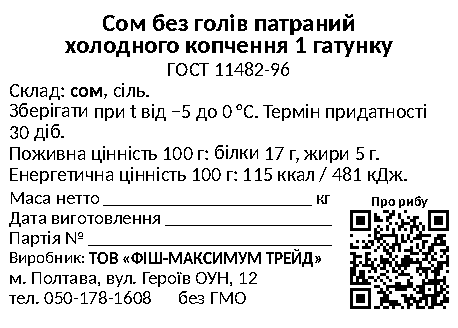 Сом без голів патраний
холодного копчення 1 гатунку
ГОСТ 11482-96
Склад: сом, сіль.
Зберігати при t від −5 до 0 °С. Термін придатності
30 діб.
Поживна цінність 100 г: білки 17 г, жири 5 г.
Енергетична цінність 100 г: 115 ккал / 481 кДж.
Маса нетто ______________________ кг
Про рибу
Дата виготовлення _________________
Партія № _________________________
Виробник: ТОВ «ФІШ-МАКСИМУМ ТРЕЙД»
м. Полтава, вул. Героїв ОУН, 12
тел. 050-178-1608 без ГМО